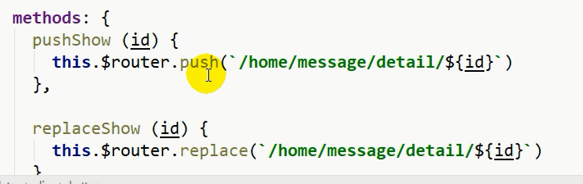 methods: {
pushShow (id) {
this.$router.push(`/home/message/detail/${id}`)
},
replaceShow (id) {
this.$router.replace(`/home/message/detail/${id}`)
}